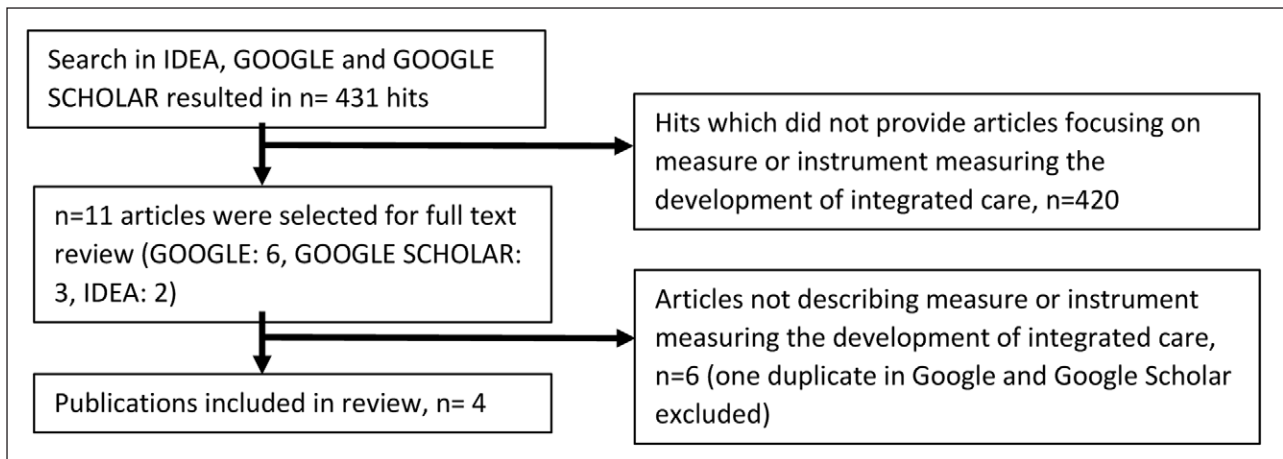 Search in IDEA, GOOGLE and GOOGLE
SCHOLAR resulted in n= 431 hits
Hits which did not provide articles focusing on
measure or instrument measuring the
development of integrated care, n=420
n=11 articles were selected for full text
review (GOOGLE: 6, GOOGLE SCHOLAR:
3, IDEA: 2)
Articles not describing measure or instrument
measuring the development of integrated care,
n=6 (one duplicate in Google and Google Scholar
excluded)
Publications included in review, n= 4